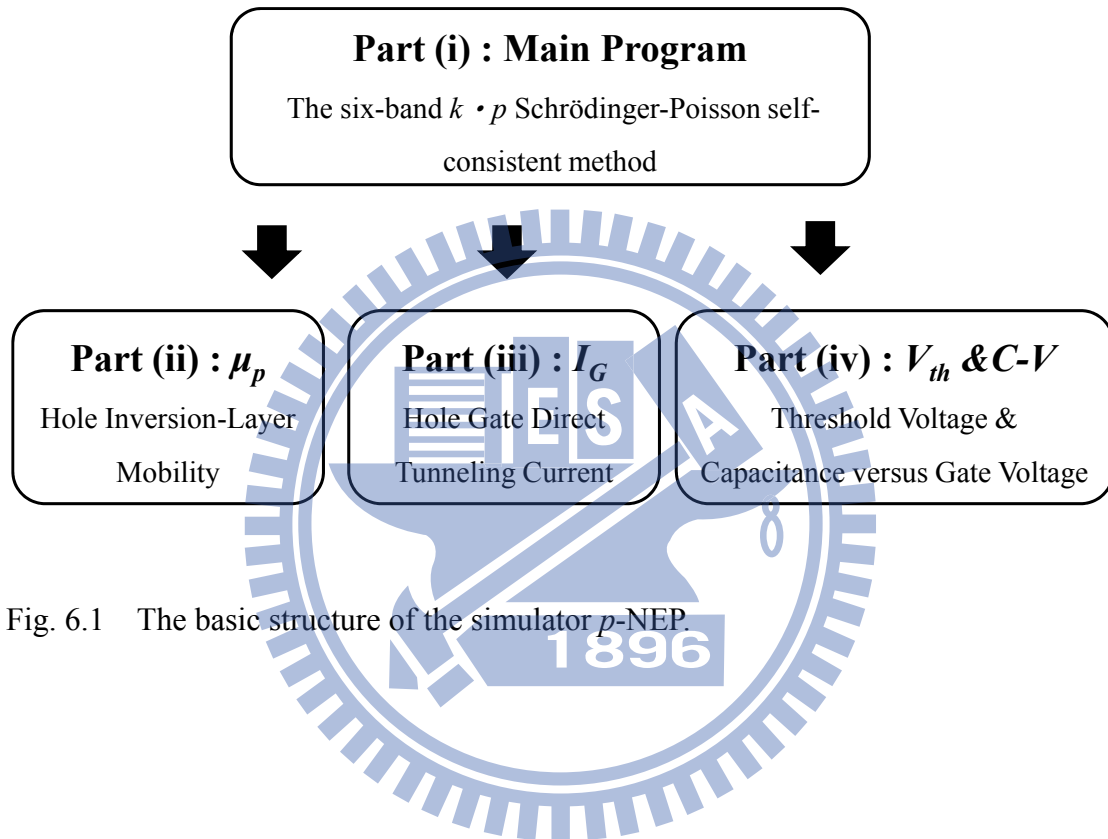 Part (i) : Main Program
The six-band k・p Schrödinger-Poisson self-
consistent method
Part (ii) : μp
Hole Inversion-Layer
Mobility
Part (iii) : IG
Hole Gate Direct
Tunneling Current
Part (iv) : Vth &C-V
Threshold Voltage &
Capacitance versus Gate Voltage
E S A
8
Fig. 6.1 The basic structure of the simulator p-NEP.
1896